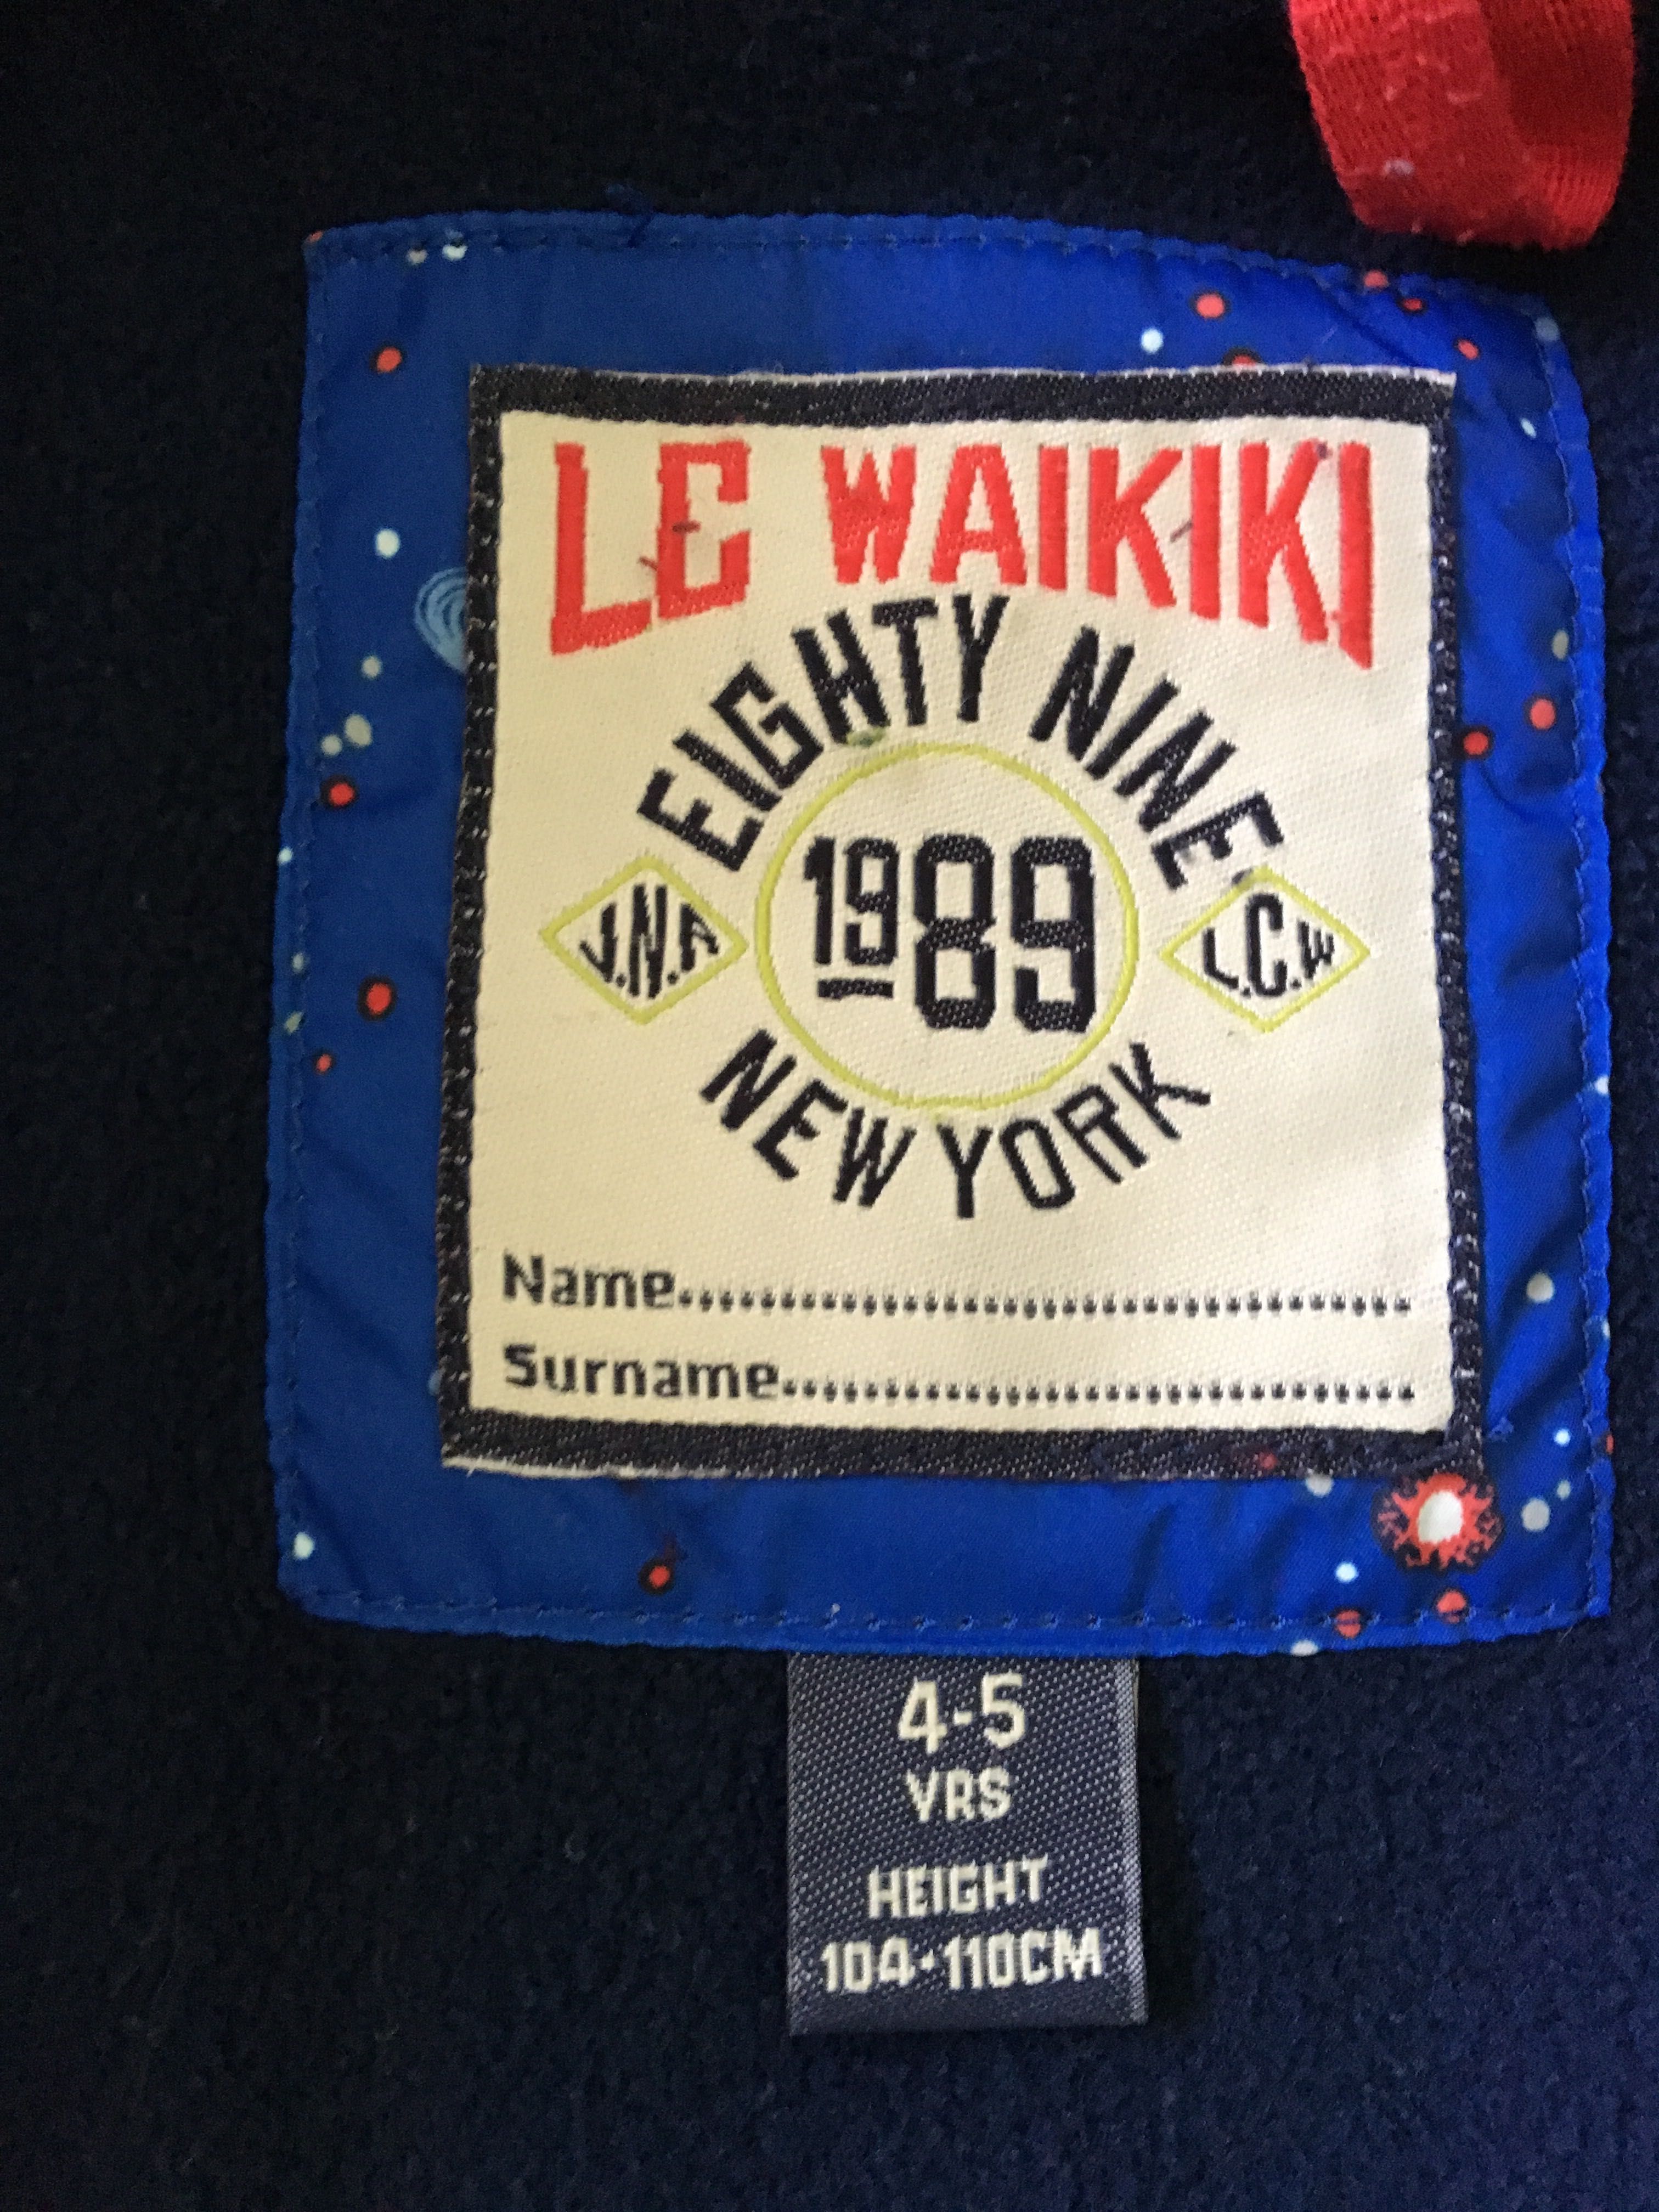 LC WAIKIKI
EIGHTY NINE
J.N.R
1989
L.C.W
NEW YORK
Name....................................
Surname...............................
4-5
YRS
HEIGHT
104-110CM